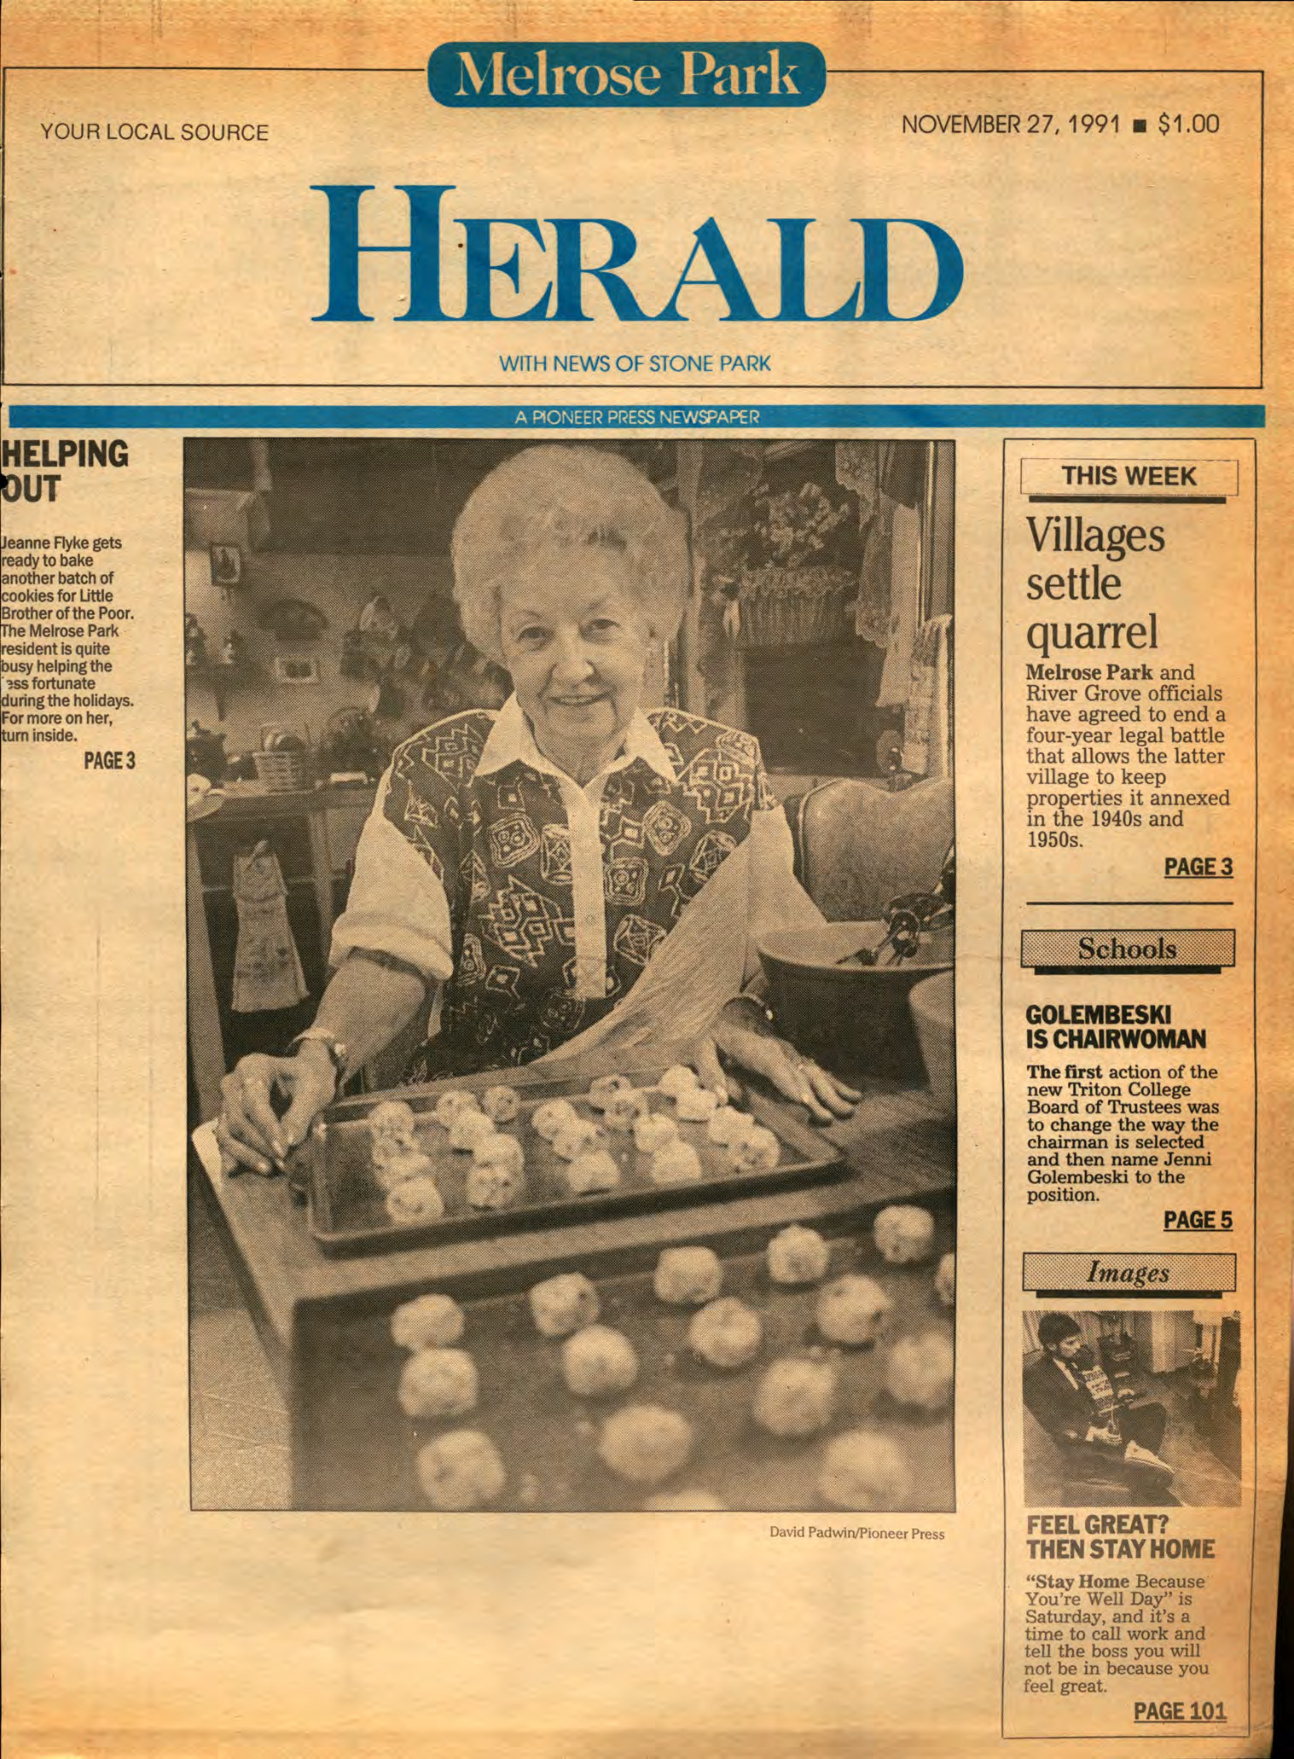 Melrose Park
YOUR LOCAL SOURCE
NOVEMBER 27, 1991 ■ $1.00
HERALD
WITH NEWS OF STONE PARK
A PIONEER PRESS NEWSPAPER
HELPING
OUT
Jeanne Flyke gets
ready to bake
another batch of
cookies for Little
Brother of the Poor.
The Melrose Park
resident is quite
busy helping the
ess fortunate
during the holidays.
For more on her,
turn inside.
PAGE 3
David Padwin/Pioneer Press
THIS WEEK
Villages
settle
quarrel
Melrose Park and
River Grove officials
have agreed to end a
four-year legal battle
that allows the latter
village to keep
properties it annexed
in the 1940s and
1950s.
PAGE 3
Schools
GOLEMBESKI
IS CHAIRWOMAN
The first action of the
new Triton College
Board of Trustees was
to change the way the
chairman is selected
and then name Jenni
Golembeski to the
position.
PAGE 5
Images
FEEL GREAT?
THEN STAY HOME
“Stay Home Because
You're Well Day” is
Saturday, and it's a
time to call work and
tell the boss you will
not be in because you
feel great.
PAGE 101